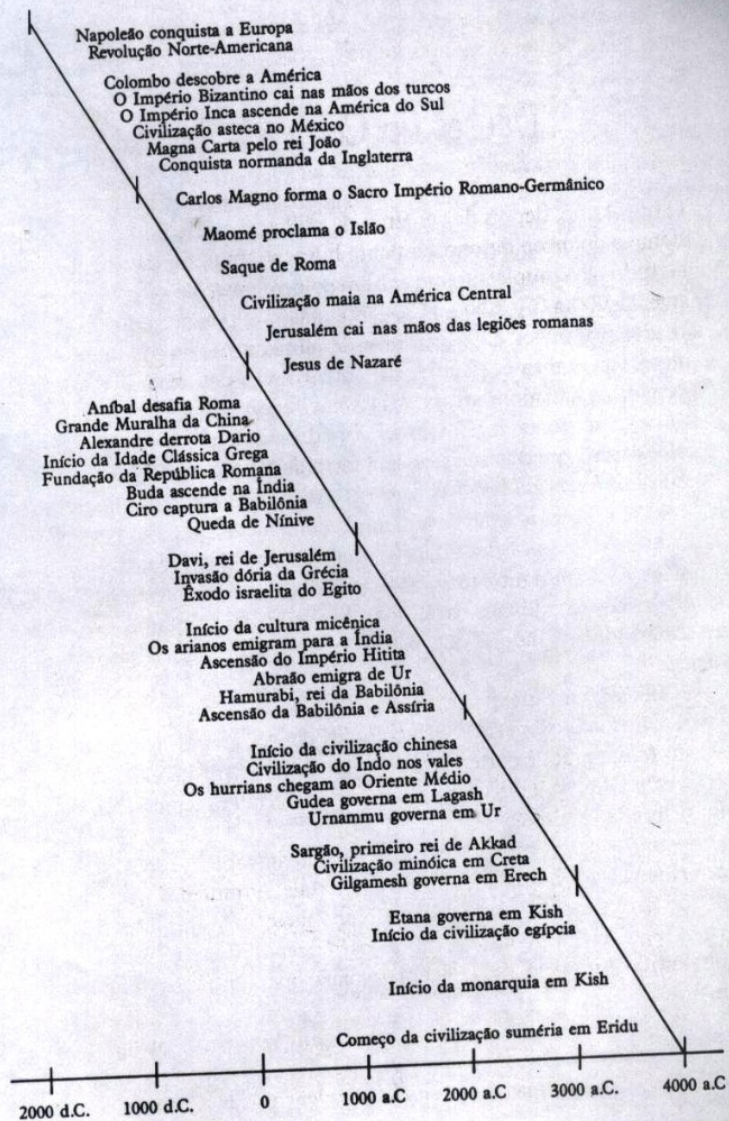 Napoleão conquista a Europa
Revolução Norte-Americana
Colombo descobre a América
O Império Bizantino cai nas mãos dos turcos
O Império Inca ascende na América do Sul
Civilização asteca no México
Magna Carta pelo rei João
Conquista normanda da Inglaterra
Carlos Magno forma o Sacro Império Romano-Germânico
Maomé proclama o Islão
Saque de Roma
Civilização maia na América Central
Jerusalém cai nas mãos das legiões romanas
Jesus de Nazaré
Aníbal desafia Roma
Grande Muralha da China
Alexandre derrota Dario
Início da Idade Clássica Grega
Fundação da República Romana
Buda ascende na Índia
Ciro captura a Babilônia
Queda de Nínive
Davi, rei de Jerusalém
Invasão dória da Grécia
Êxodo israelita do Egito
Início da cultura micênica
Os arianos emigram para a Índia
Ascensão do Império Hitita
Abraão emigra de Ur
Hamurabi, rei da Babilônia
Ascensão da Babilônia e Assíria
Início da civilização chinesa
Civilização do Indo nos vales
Os hurrians chegam ao Oriente Médio
Gudea governa em Lagash
Urnammu governa em Ur
Sargão, primeiro rei de Akkad
Civilização minóica em Creta
Gilgamesh governa em Erech
Etana governa em Kish
Início da civilização egípcia
Início da monarquia em Kish
Começo da civilização suméria em Eridu
2000 d.C. 1000 d.C. 0 1000 a.C 2000 a.C 3000 a.C. 4000 a.C